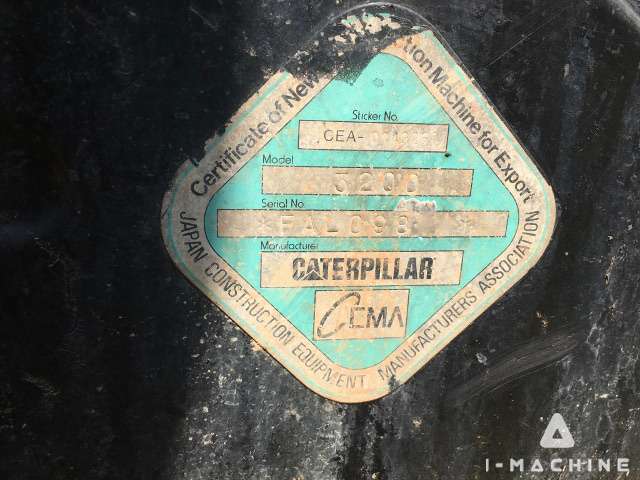 Certificate of New tion Machine for Export
Sticker No.
CEA-
Model
320D
Serial No.
*FAL098 *
Manufacturer
CATERPILLAR
CEMA
JAPAN CONSTRUCTION EQUIPMENT MANUFACTURERS ASSOCIATION
I-MACHINE